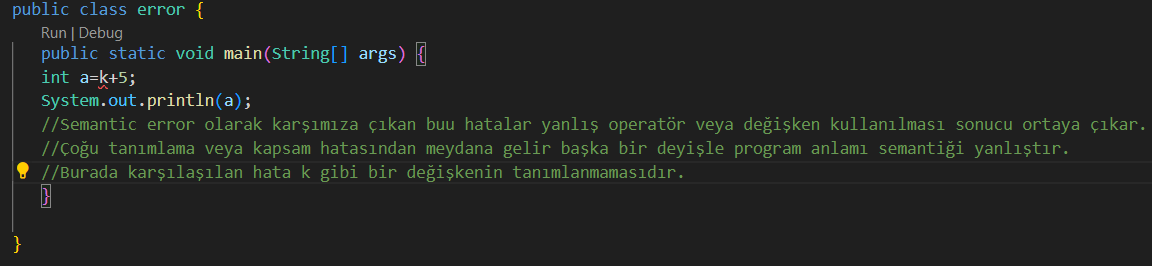 public class error {
Run | Debug
public static void main(String[] args) {
int a=k+5;
System.out.println(a);
//Semantic error olarak karşımıza çıkan buu hatalar yanlış operatör veya değişken kullanılması sonucu ortaya çıkar.
//Çoğu tanımlama veya kapsam hatasından meydana gelir başka bir deyişle program anlamı semantiği yanlıştır.
//Burada karşılaşılan hata k gibi bir değişkenin tanımlanmamasıdır.
}
}